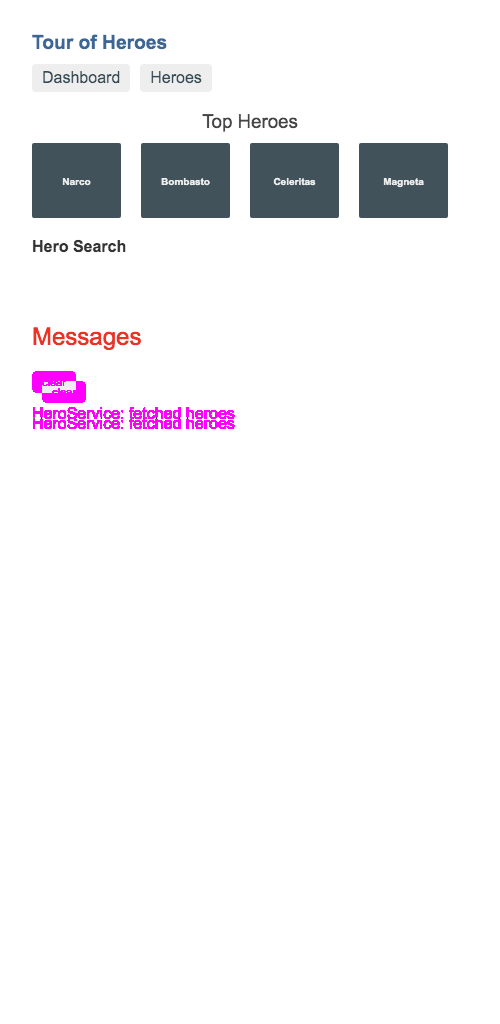 Tour of Heroes
Dashboard Heroes
Top Heroes
Narco Bombasto Celeritas Magneta
Hero Search
Messages
clear
clear
HeroService: fetched heroes
HeroService: fetched heroes